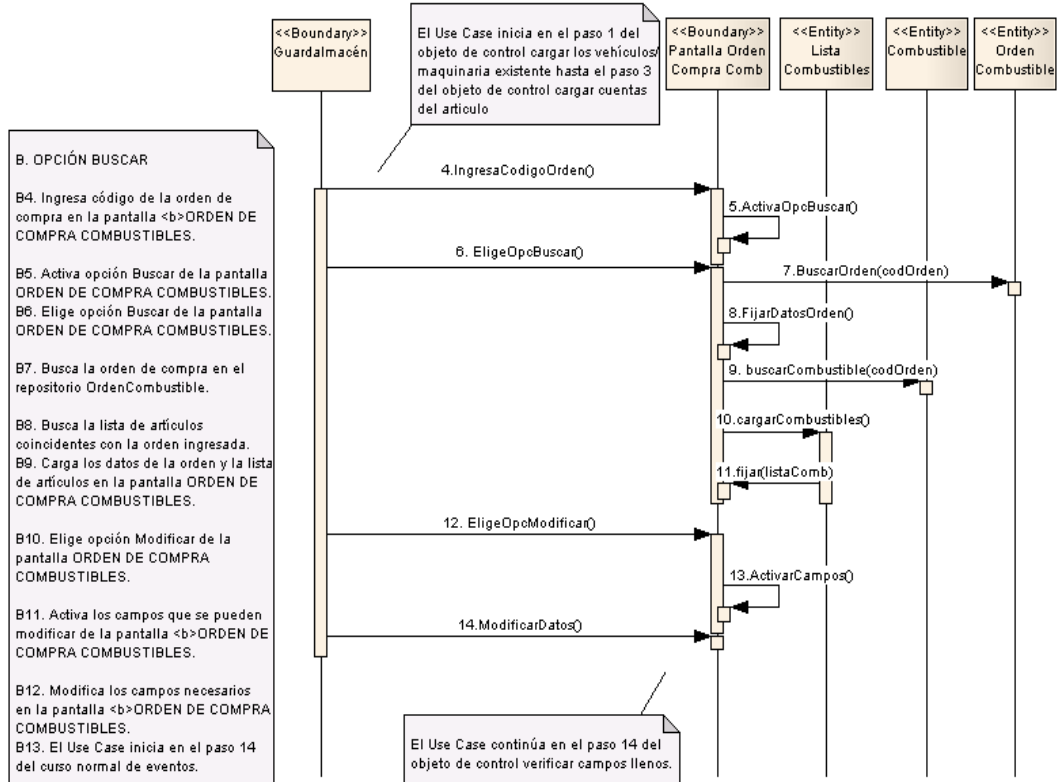 <<Boundary>>
Guardalmacén
El Use Case inicia en el paso 1 del
objeto de control cargar los vehículos/
maquinaria existente hasta el paso 3
del objeto de control cargar cuentas
del articulo
<<Boundary>>
Pantalla Orden
Compra Comb
<<Entity>>
Lista
Combustibles
<<Entity>>
Combustible
<<Entity>>
Orden
Combustible
B. OPCIÓN BUSCAR
B4. Ingresa código de la orden de
compra en la pantalla <b>ORDEN DE
COMPRA COMBUSTIBLES.
B5. Activa opción Buscar de la pantalla
ORDEN DE COMPRA COMBUSTIBLES.
B6. Elige opción Buscar de la pantalla
ORDEN DE COMPRA COMBUSTIBLES.
B7. Busca la orden de compra en el
repositorio OrdenCombustible.
B8. Busca la lista de artículos
coincidentes con la orden ingresada.
B9. Carga los datos de la orden y la lista
de artículos en la pantalla ORDEN DE
COMPRA COMBUSTIBLES.
B10. Elige opción Modificar de la
pantalla ORDEN DE COMPRA
COMBUSTIBLES.
B11. Activa los campos que se pueden
modificar de la pantalla <b>ORDEN DE
COMPRA COMBUSTIBLES.
B12. Modifica los campos necesarios
en la pantalla <b>ORDEN DE COMPRA
COMBUSTIBLES.
B13. El Use Case inicia en el paso 14
del curso normal de eventos.
4.IngresaCodigoOrden()
5.ActivaOpcBuscar()
6. EligeOpcBuscar()
7.BuscarOrden(codOrden)
8.FijarDatosOrden()
9. buscarCombustible(codOrden)
10.cargarCombustibles()
11.fijar(listaComb)
12. EligeOpcModificar()
13.ActivarCampos()
14.ModificarDatos()
El Use Case continúa en el paso 14 del
objeto de control verificar campos llenos.